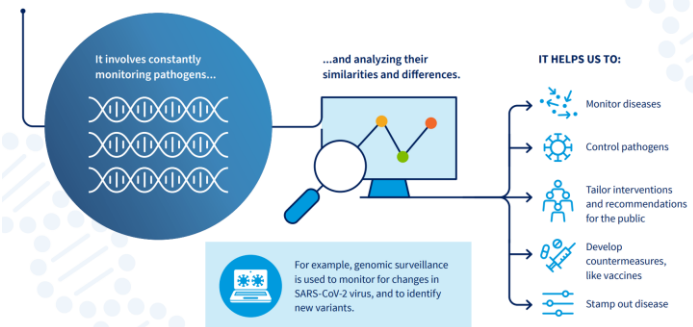 It involves constantly
monitoring pathogens...
...and analyzing their
similarities and differences.
IT HELPS US TO:
Monitor diseases
Control pathogens
Tailor interventions
and recommendations
for the public
Develop
countermeasures,
like vaccines
Stamp out disease
For example, genomic surveillance
is used to monitor for changes in
SARS-CoV-2 virus, and to identify
new variants.